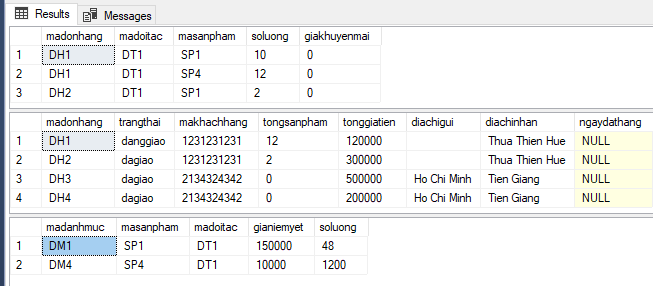 Results Messages
madonhang madoitac masanpham soluong giakhuyenmai
1 DH1 DT1 SP1 10 0
2 DH1 DT1 SP4 12 0
3 DH2 DT1 SP1 2 0
madonhang trangthai makhachhang tongsanpham tonggiatien diachigui diachinhan ngaydathang
1 DH1 danggiao 1231231231 12 120000 Thua Thien Hue NULL
2 DH2 dagiao 1231231231 2 300000 Thua Thien Hue NULL
3 DH3 dagiao 2134324342 0 500000 Ho Chi Minh Tien Giang NULL
4 DH4 dagiao 2134324342 0 200000 Ho Chi Minh Tien Giang NULL
madanhmuc masanpham madoitac gianiemyet soluong
1 DM1 SP1 DT1 150000 48
2 DM4 SP4 DT1 10000 1200